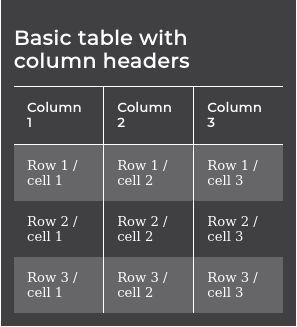 Basic table with
column headers
Column Column Column
1 2 3
Row 1 / Row 1 / Row 1 /
cell 1 cell 2 cell 3
Row 2 / Row 2 / Row 2 /
cell 1 cell 2 cell 3
Row 3 / Row 3 / Row 3 /
cell 1 cell 2 cell 3